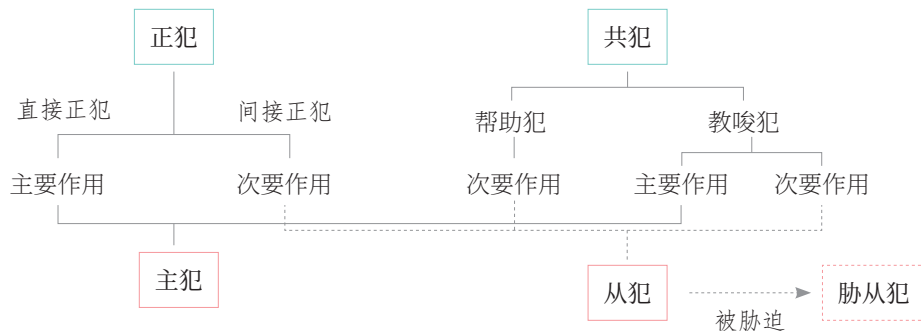 正犯
共犯
直接正犯
间接正犯
帮助犯
教唆犯
主要作用
次要作用
次要作用
主要作用
次要作用
主犯
从犯
胁从犯
被胁迫